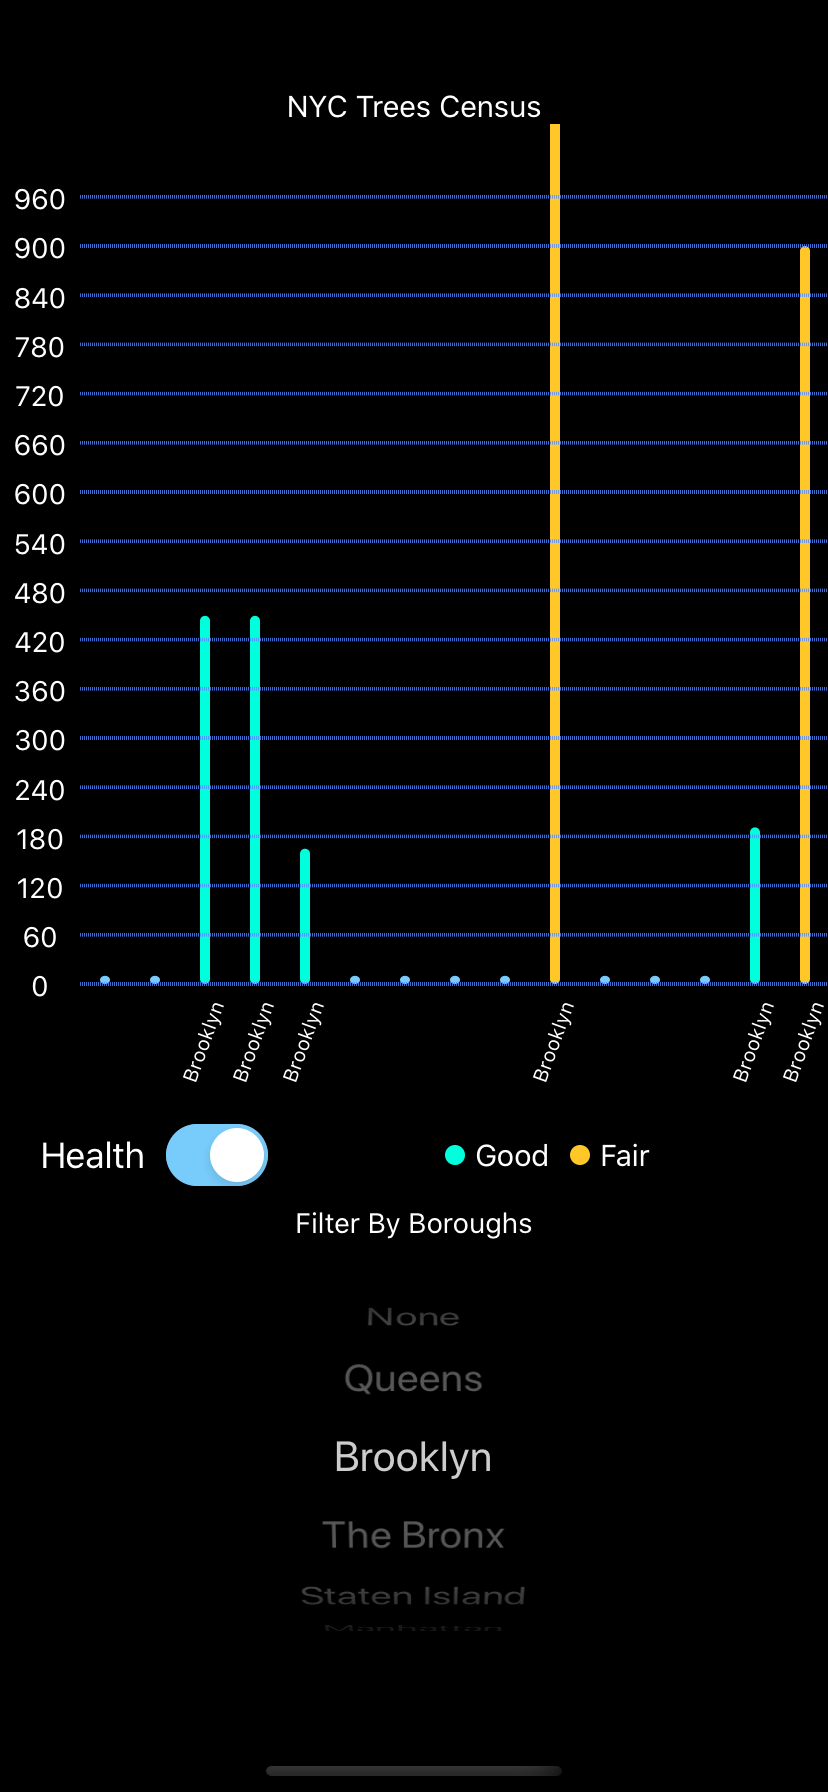 NYC Trees Census
960
900
840
780
720
660
600
540
480
420
360
300
240
180
120
60
0
Brooklyn Brooklyn Brooklyn Brooklyn Brooklyn Brooklyn
Health Good Fair
Filter By Boroughs
None
Queens
Brooklyn
The Bronx
Staten Island
Manhattan